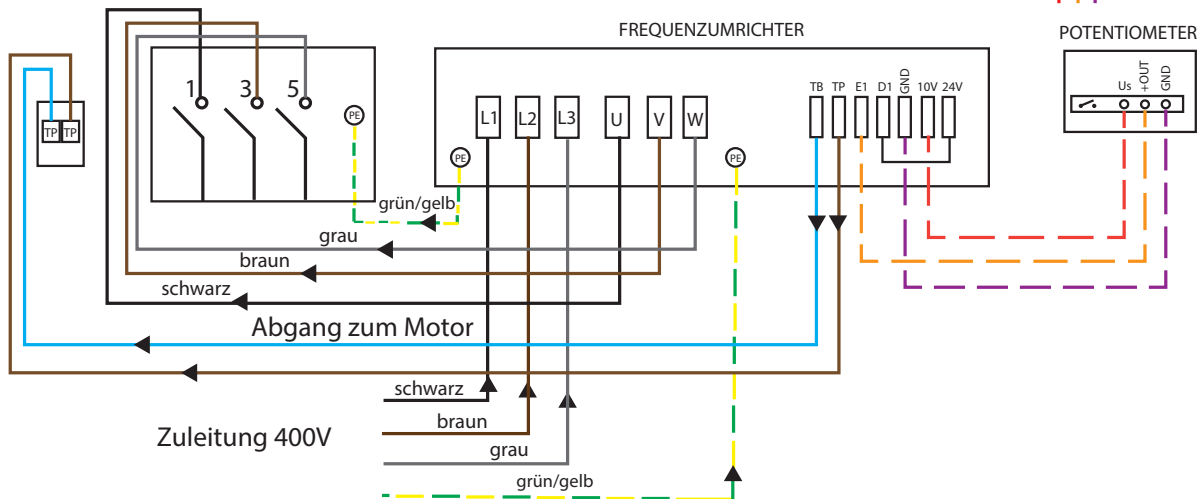 FREQUENZUMRICHTER
POTENTIOMETER
1 3 5
TB TP E1 D1 GND 10V 24V
Us +OUT GND
L1 L2 L3 U V W
PE
TP TP
PE
PE
grün/gelb
grau
braun
schwarz
Abgang zum Motor
schwarz
braun
Zuleitung 400V
grau
grün/gelb